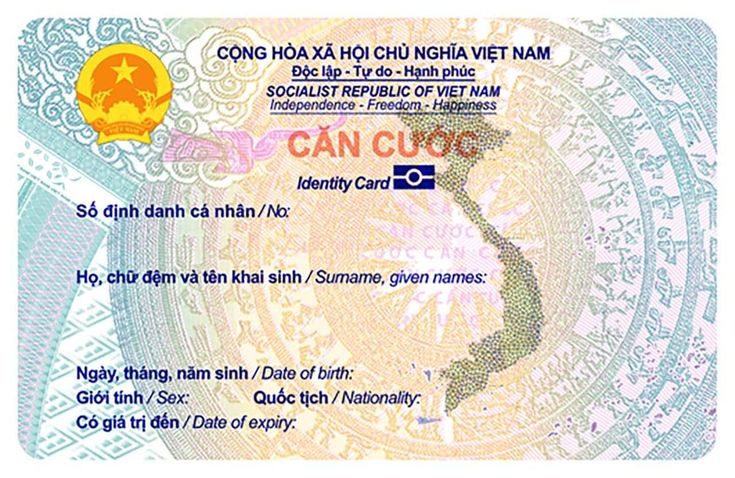 CỘNG HÒA XÃ HỘI CHỦ NGHĨA VIỆT NAM
Độc lập - Tự do - Hạnh phúc
SOCIALIST REPUBLIC OF VIET NAM
Independence - Freedom - Happiness
VIỆT NAM
CĂN CƯỚC
Identity Card
Số định danh cá nhân / No:
Họ, chữ đệm và tên khai sinh / Surname, given names:
Ngày, tháng, năm sinh / Date of birth:
Giới tính / Sex: Quốc tịch / Nationality:
Có giá trị đến / Date of expiry: